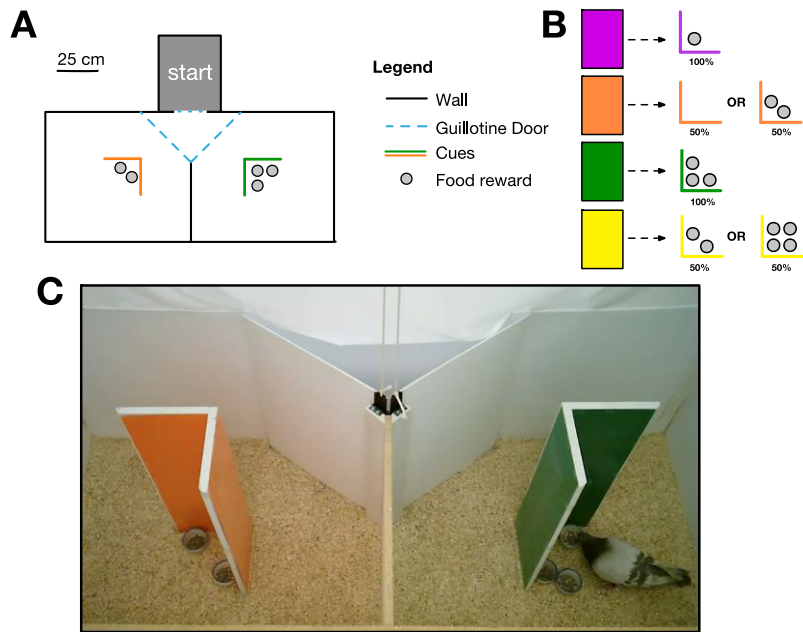 A
25 cm
start
Legend
Wall
Guillotine Door
Cues
Food reward
B
100%
OR
50%
50%
100%
OR
50%
50%
C